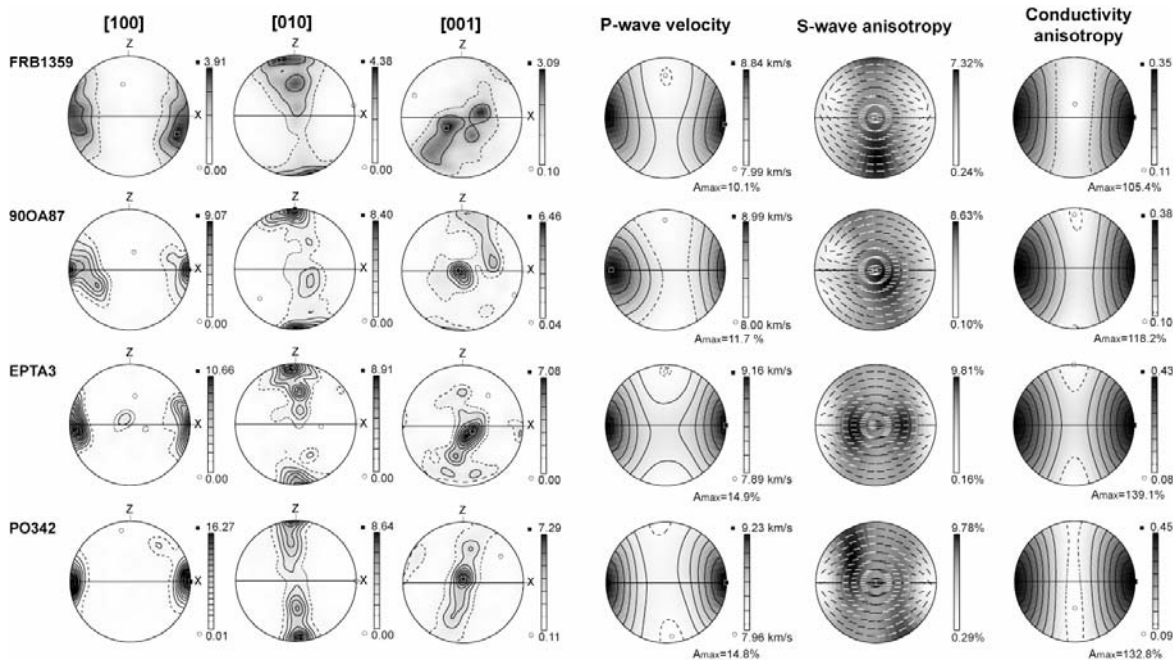 [100] [010] [001] P-wave velocity S-wave anisotropy Conductivity anisotropy
FRB1359
Z Z Z
3.91 4.38 3.09 8.84 km/s 7.32% 0.35
X X X
0.00 0.00 0.10 7.99 km/s 0.24% 0.11
Amax=10.1% Amax=105.4%
90OA87
Z Z Z
9.07 8.40 6.46 8.99 km/s 8.63% 0.38
X X X
0.00 0.00 0.04 8.00 km/s 0.10% 0.10
Amax=11.7 % Amax=118.2%
EPTA3
Z Z Z
10.66 8.91 7.08 9.16 km/s 9.81% 0.43
X X X
0.00 0.00 0.00 7.89 km/s 0.16% 0.08
Amax=14.9% Amax=139.1%
PO342
Z Z Z
16.27 8.64 7.29 9.23 km/s 9.78% 0.45
X X X
0.01 0.00 0.11 7.96 km/s 0.29% 0.09
Amax=14.8% Amax=132.8%